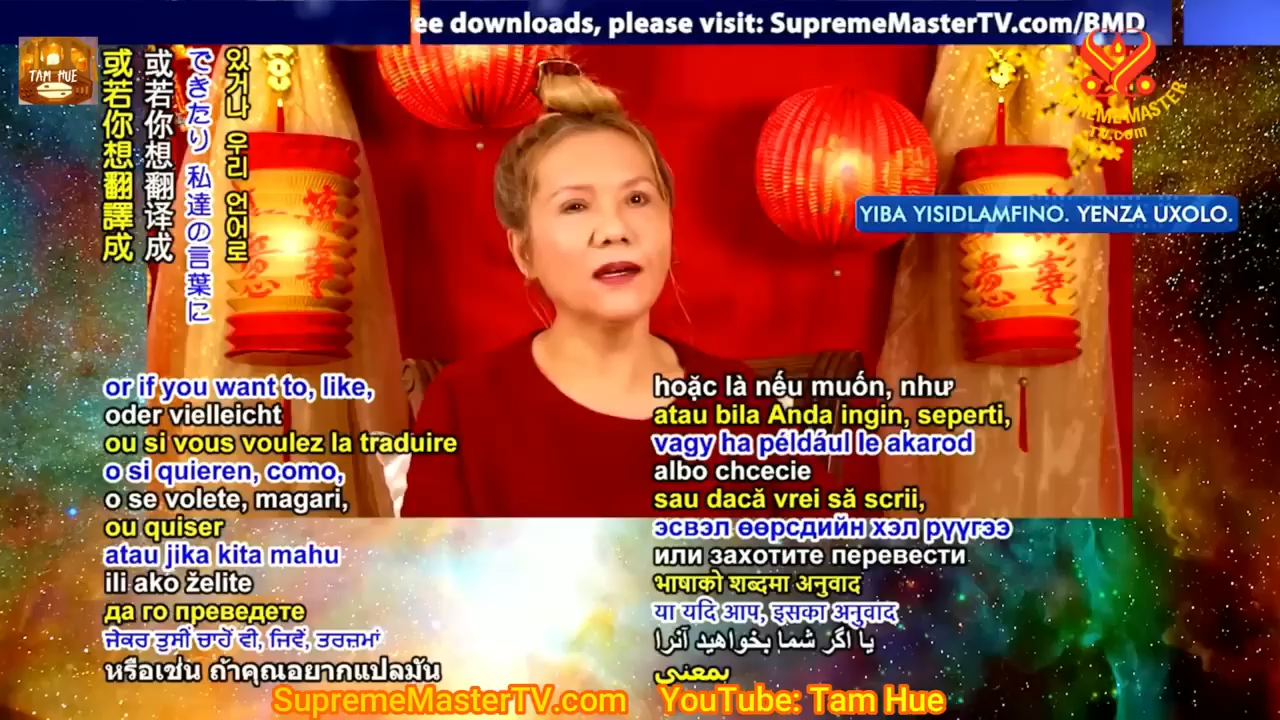 ee downloads, please visit: SupremeMasterTV.com/BMD
TAM HUE
SUPREME MASTER
TV.com
YIBA YISIDLAMFINO. YENZA UXOLO.
있거나 우리 언어로
できたり 私達の言葉に
或若你想翻译成
或若你想翻譯成
or if you want to, like,
oder vielleicht
ou si vous voulez la traduire
o si quieren, como,
o se volete, magari,
ou quiser
atau jika kita mahu
ili ako želite
да го преведете
ਜੇਕਰ ਤੁਸੀਂ ਚਾਹੋਂ ਵੀ, ਜਿਵੇਂ, ਤਰਜ਼ਮਾਂ
หรือเช่น ถ้าคุณอยากแปลมัน
hoặc là nếu muốn, như
atau bila Anda ingin, seperti,
vagy ha például le akarod
albo chcecie
sau dacă vrei să scrii,
эсвэл өөрсдийн хэл рүүгээ
или захотите перевести
भाषाको शब्दमा अनुवाद
या यदि आप, इसका अनुवाद
یا اگر شما بخواهید آنرا
بمعني
SupremeMasterTV.com YouTube: Tam Hue